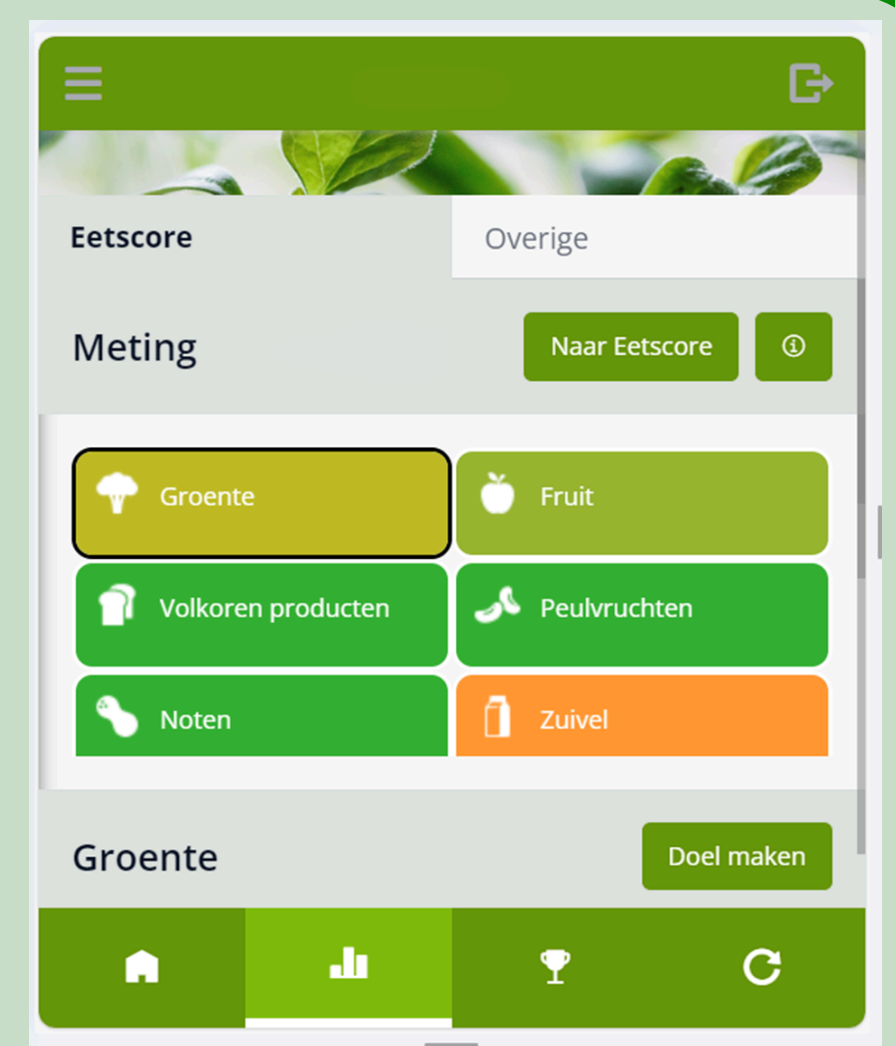 Eetscore
Overige
Meting
Naar Eetscore
Groente
Fruit
Volkoren producten
Peulvruchten
Noten
Zuivel
Groente
Doel maken